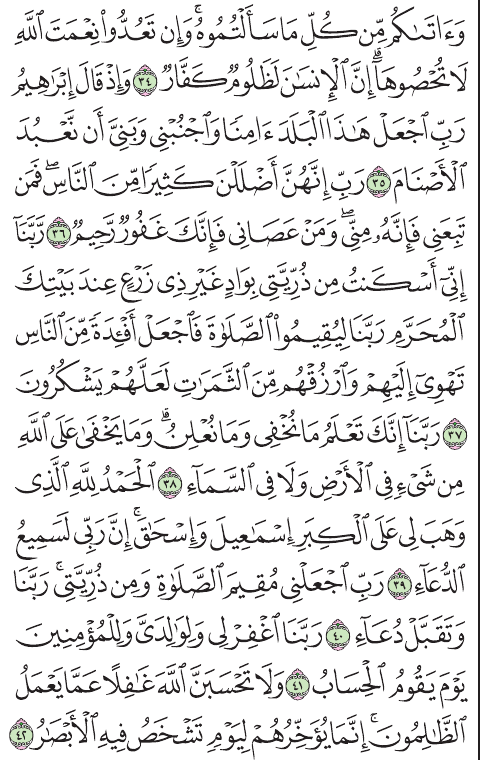 وَءَاتَىٰكُم مِّن كُلِّ مَا سَأَلْتُمُوهُ ۚ وَإِن تَعُدُّوا۟ نِعْمَتَ ٱللَّهِ
لَا تُحْصُوهَآ ۗ إِنَّ ٱلْإِنسَـٰنَ لَظَلُومٌ كَفَّارٌ ٣٤ وَإِذْ قَالَ إِبْرَٰهِيمُ
رَبِّ ٱجْعَلْ هَـٰذَا ٱلْبَلَدَ ءَامِنًا وَٱجْنُبْنِى وَبَنِىَّ أَن نَّعْبُدَ
ٱلْأَصْنَامَ ٣٥ رَبِّ إِنَّهُنَّ أَضْلَلْنَ كَثِيرًا مِّنَ ٱلنَّاسِ ۖ فَمَن
تَبِعَنِى فَإِنَّهُۥ مِنِّى ۖ وَمَنْ عَصَانِى فَإِنَّكَ غَفُورٌ رَّحِيمٌ ٣٦ رَّبَّنَآ
إِنِّىٓ أَسْكَنتُ مِن ذُرِّيَّتِى بِوَادٍ غَيْرِ ذِى زَرْعٍ عِندَ بَيْتِكَ
ٱلْمُحَرَّمِ رَبَّنَا لِيُقِيمُوا۟ ٱلصَّلَوٰةَ فَٱجْعَلْ أَفْـِٔدَةً مِّنَ ٱلنَّاسِ
تَهْوِىٓ إِلَيْهِمْ وَٱرْزُقْهُم مِّنَ ٱلثَّمَرَٰتِ لَعَلَّهُمْ يَشْكُرُونَ
٣٧ رَبَّنَآ إِنَّكَ تَعْلَمُ مَا نُخْفِى وَمَا نُعْلِنُ ۗ وَمَا يَخْفَىٰ عَلَى ٱللَّهِ
مِن شَىْءٍ فِى ٱلْأَرْضِ وَلَا فِى ٱلسَّمَآءِ ٣٨ ٱلْحَمْدُ لِلَّهِ ٱلَّذِى
وَهَبَ لِى عَلَى ٱلْكِبَرِ إِسْمَـٰعِيلَ وَإِسْحَـٰقَ ۚ إِنَّ رَبِّى لَسَمِيعُ
ٱلدُّعَآءِ ٣٩ رَبِّ ٱجْعَلْنِى مُقِيمَ ٱلصَّلَوٰةِ وَمِن ذُرِّيَّتِى ۚ رَبَّنَا
وَتَقَبَّلْ دُعَآءِ ٤٠ رَبَّنَا ٱغْفِرْ لِى وَلِوَٰلِدَىَّ وَلِلْمُؤْمِنِينَ
يَوْمَ يَقُومُ ٱلْحِسَابُ ٤١ وَلَا تَحْسَبَنَّ ٱللَّهَ غَـٰفِلًا عَمَّا يَعْمَلُ
ٱلظَّـٰلِمُونَ ۚ إِنَّمَا يُؤَخِّرُهُمْ لِيَوْمٍ تَشْخَصُ فِيهِ ٱلْأَبْصَـٰرُ ٤٢